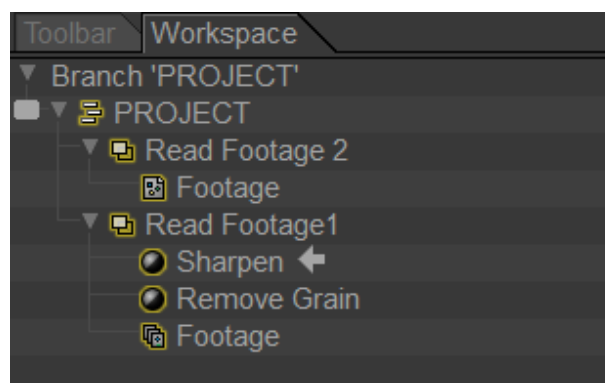 Toolbar Workspace
Branch 'PROJECT'
PROJECT
Read Footage 2
Footage
Read Footage1
Sharpen
Remove Grain
Footage